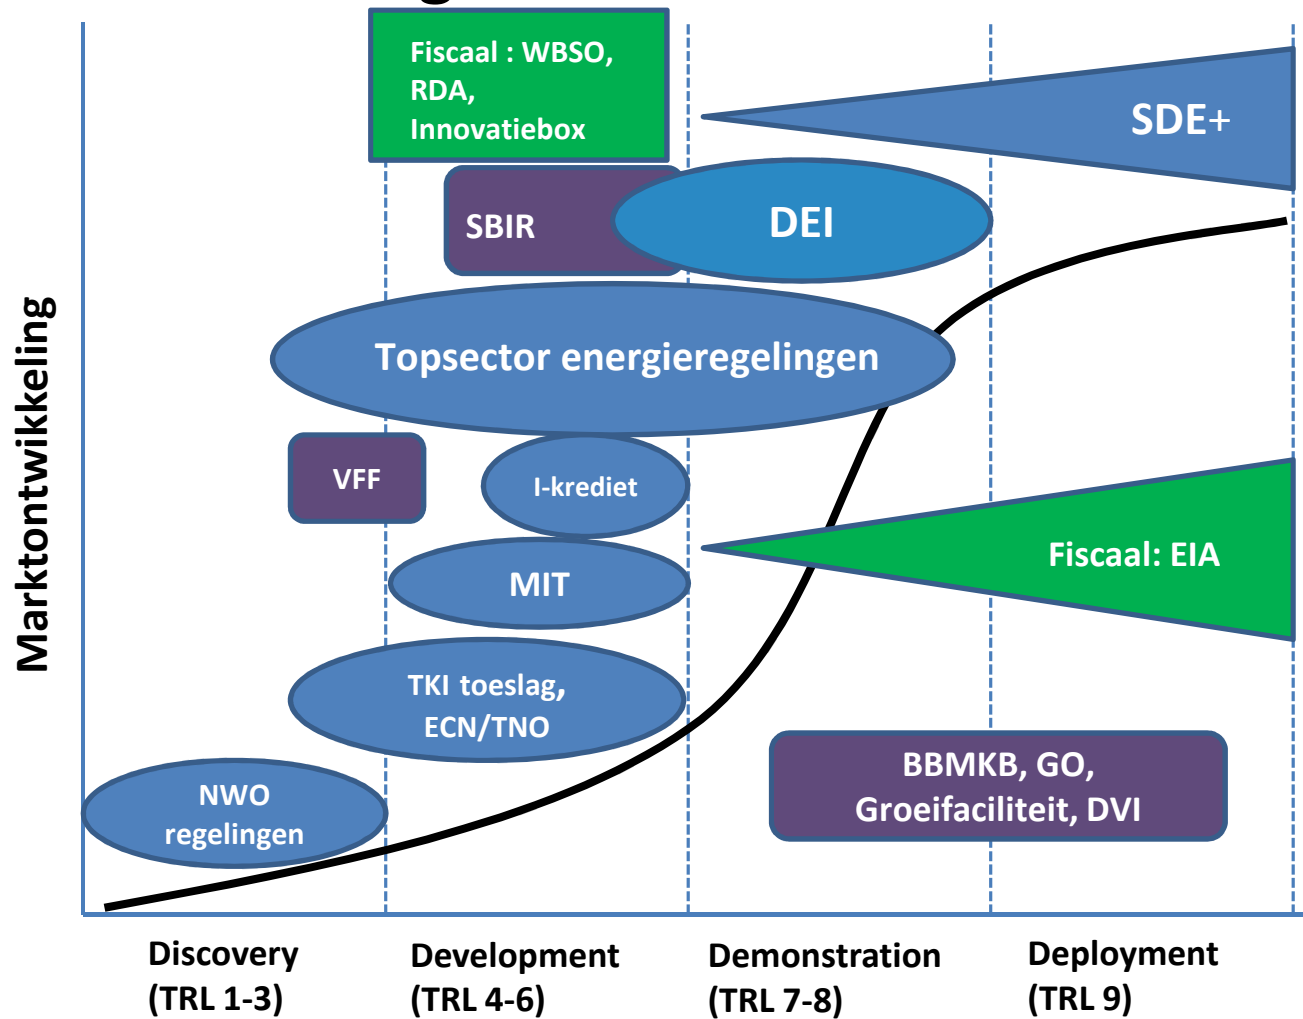 Fiscaal : WBSO,
RDA,
Innovatiebox
SDE+
SBIR
DEI
Topsector energieregelingen
VFF
I-krediet
Fiscaal: EIA
MIT
TKI toeslag,
ECN/TNO
BBMKB, GO,
Groeifaciliteit, DVI
NWO
regelingen
Marktontwikkeling
Discovery
(TRL 1-3)
Development
(TRL 4-6)
Demonstration
(TRL 7-8)
Deployment
(TRL 9)